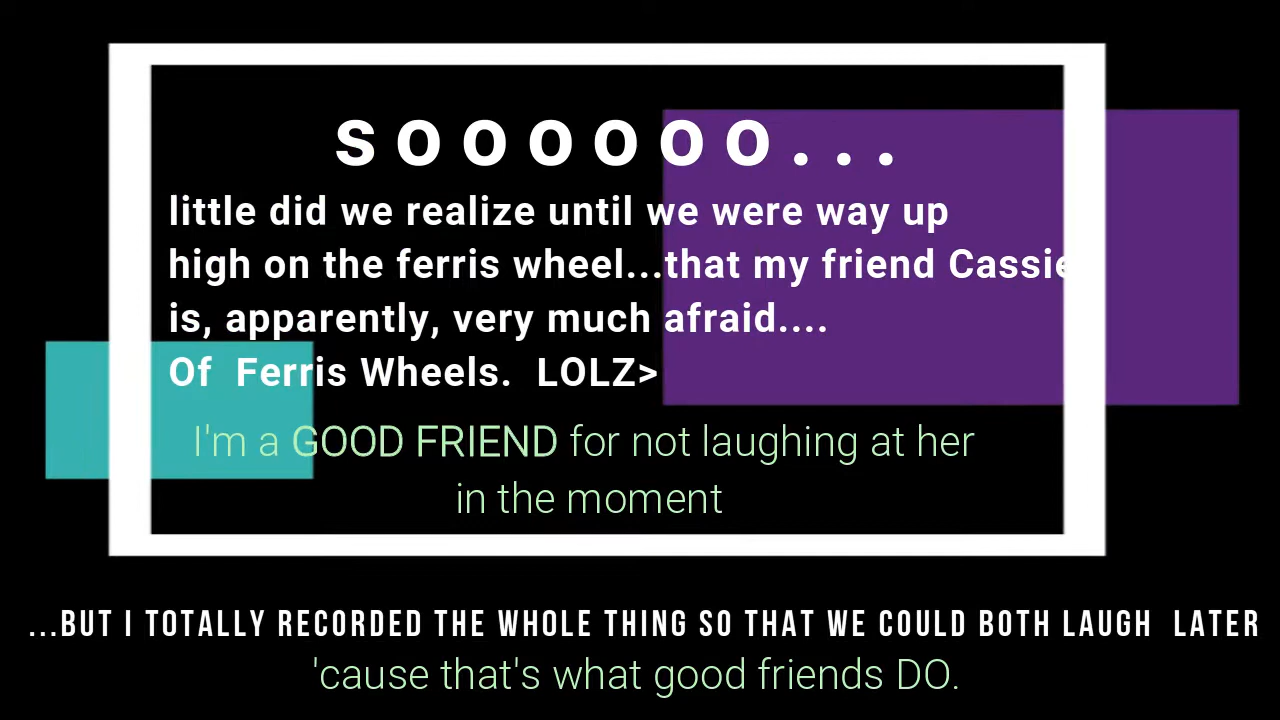 soooooo...
little did we realize until we were way up
high on the ferris wheel...that my friend Cassie
is, apparently, very much afraid....
Of  Ferris Wheels.  LOLZ>
I'm a GOOD FRIEND for not laughing at her
in the moment
...BUT I TOTALLY RECORDED THE WHOLE THING SO THAT WE COULD BOTH LAUGH  LATER
'cause that's what good friends DO.